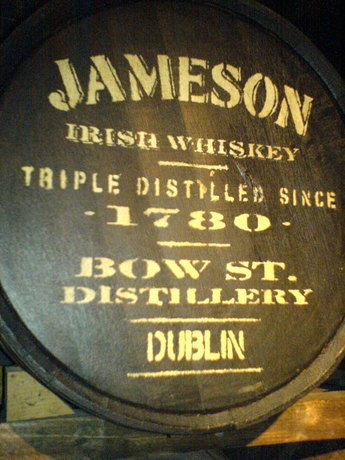 JAMESON
IRISH WHISKEY
TRIPLE DISTILLED SINCE
·1780·
BOW ST.
DISTILLERY
DUBLIN